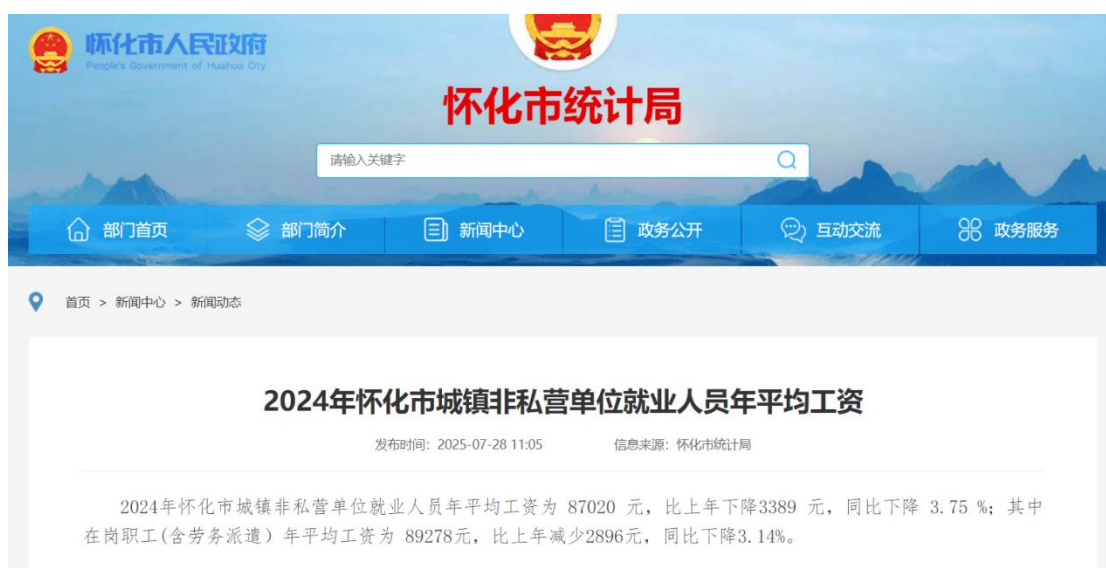 怀化市人民政府
People's Government of Huaihua City
怀化市统计局
请输入关键字
部门首页 部门简介 新闻中心 政务公开 互动交流 政务服务
首页 > 新闻中心 > 新闻动态
2024年怀化市城镇非私营单位就业人员年平均工资
发布时间：2025-07-28 11:05 信息来源：怀化市统计局
2024年怀化市城镇非私营单位就业人员年平均工资为 87020 元，比上年下降3389 元，同比下降 3.75 %；其中
在岗职工(含劳务派遣）年平均工资为 89278元，比上年减少2896元，同比下降3.14%。